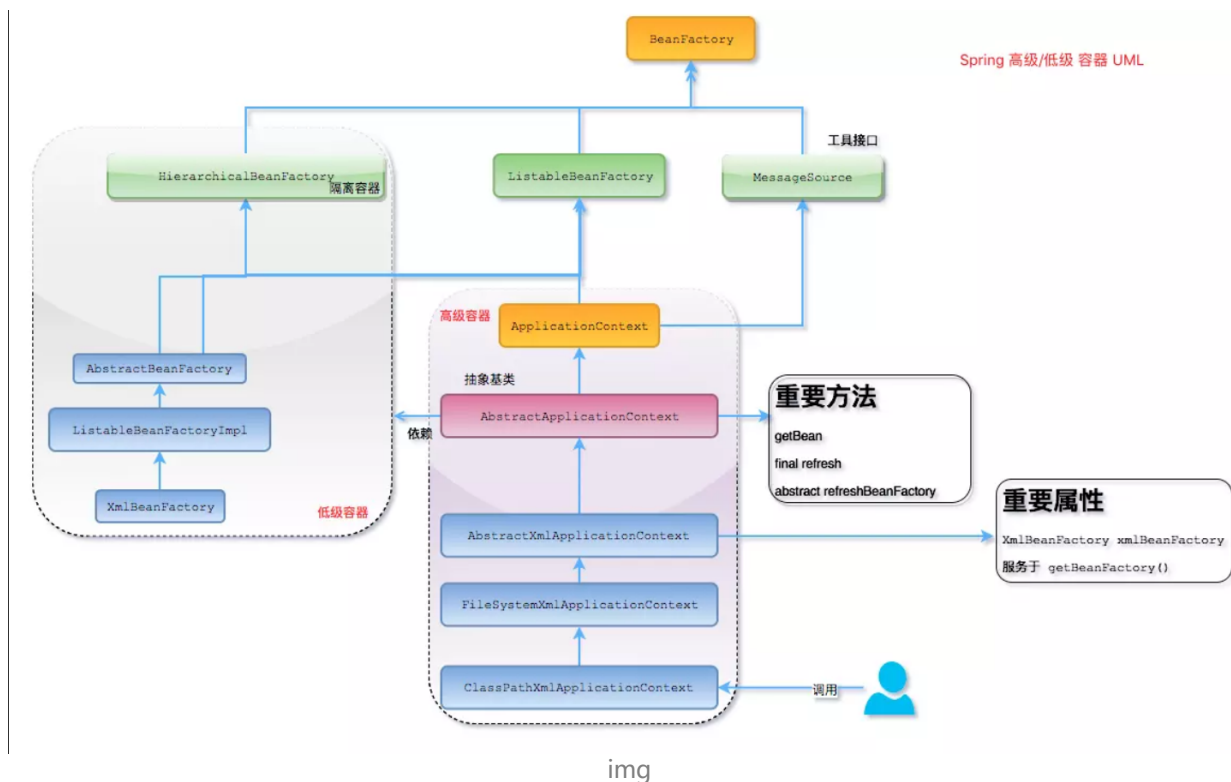 BeanFactory
Spring 高级/低级 容器 UML
工具接口
HierarchicalBeanFactory
隔离容器
ListableBeanFactory
MessageSource
高级容器
ApplicationContext
AbstractBeanFactory
抽象基类
重要方法
AbstractApplicationContext
依赖
getBean
ListableBeanFactoryImpl
final refresh
abstract refreshBeanFactory
XmlBeanFactory
低级容器
重要属性
AbstractXmlApplicationContext
XmlBeanFactory xmlBeanFactory
服务于 getBeanFactory()
FileSystemXmlApplicationContext
ClassPathXmlApplicationContext
调用
img